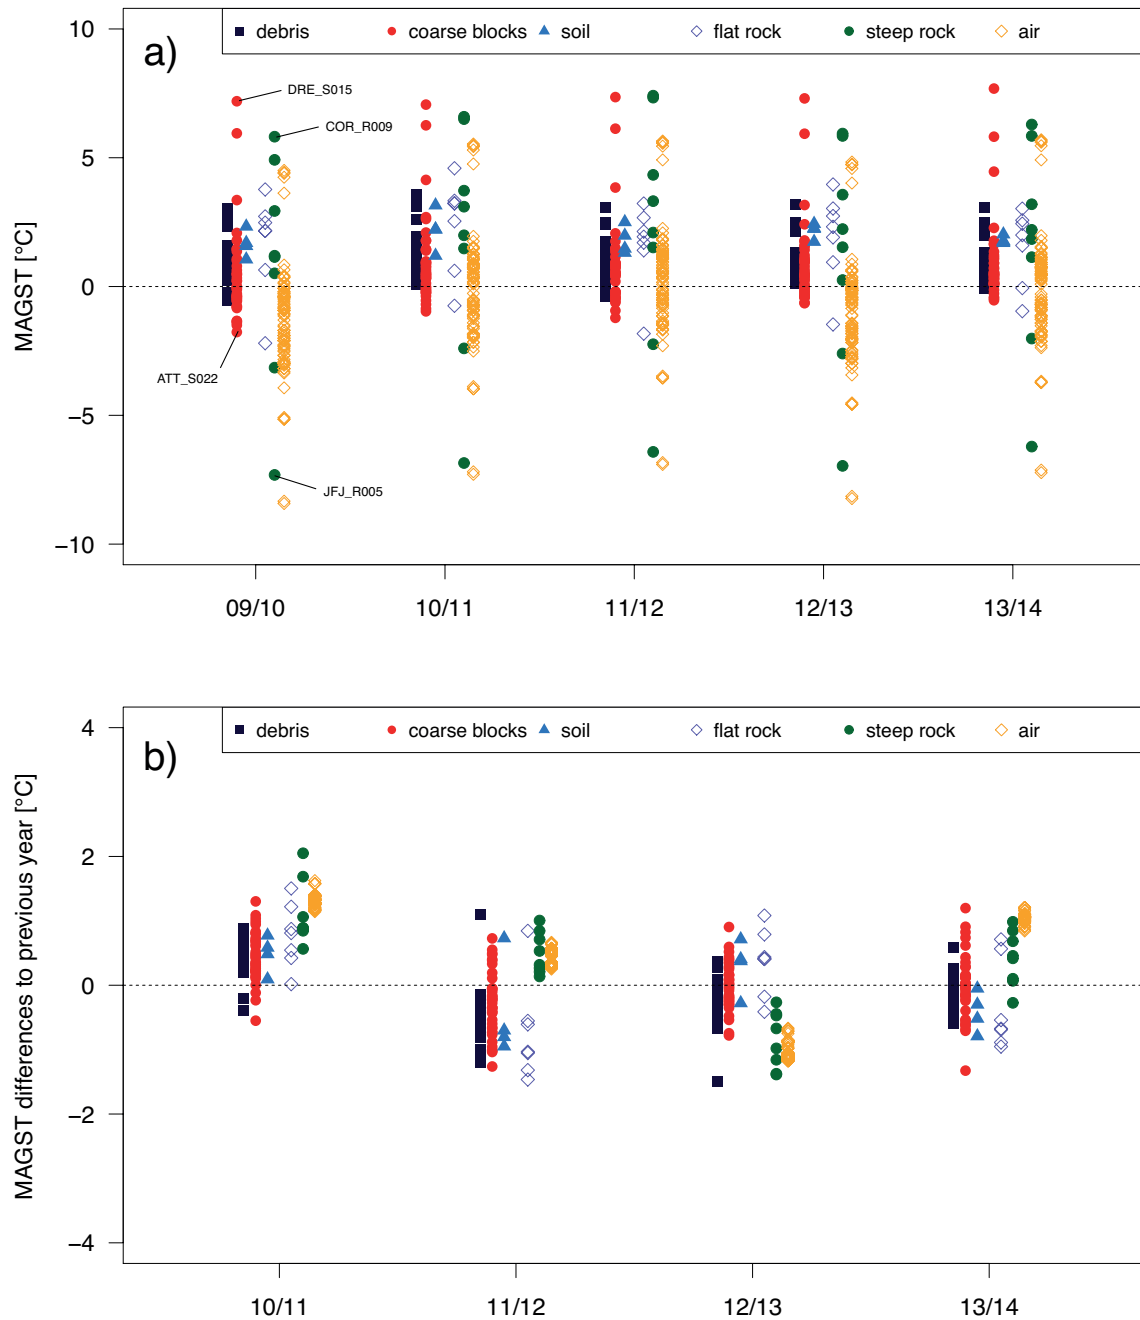 debris coarse blocks soil flat rock steep rock air
a)
MAGST [°C]
10
5
0
−5
−10
DRE_S015
COR_R009
ATT_S022
JFJ_R005
09/10 10/11 11/12 12/13 13/14
debris coarse blocks soil flat rock steep rock air
b)
MAGST differences to previous year [°C]
4
2
0
−2
−4
10/11 11/12 12/13 13/14